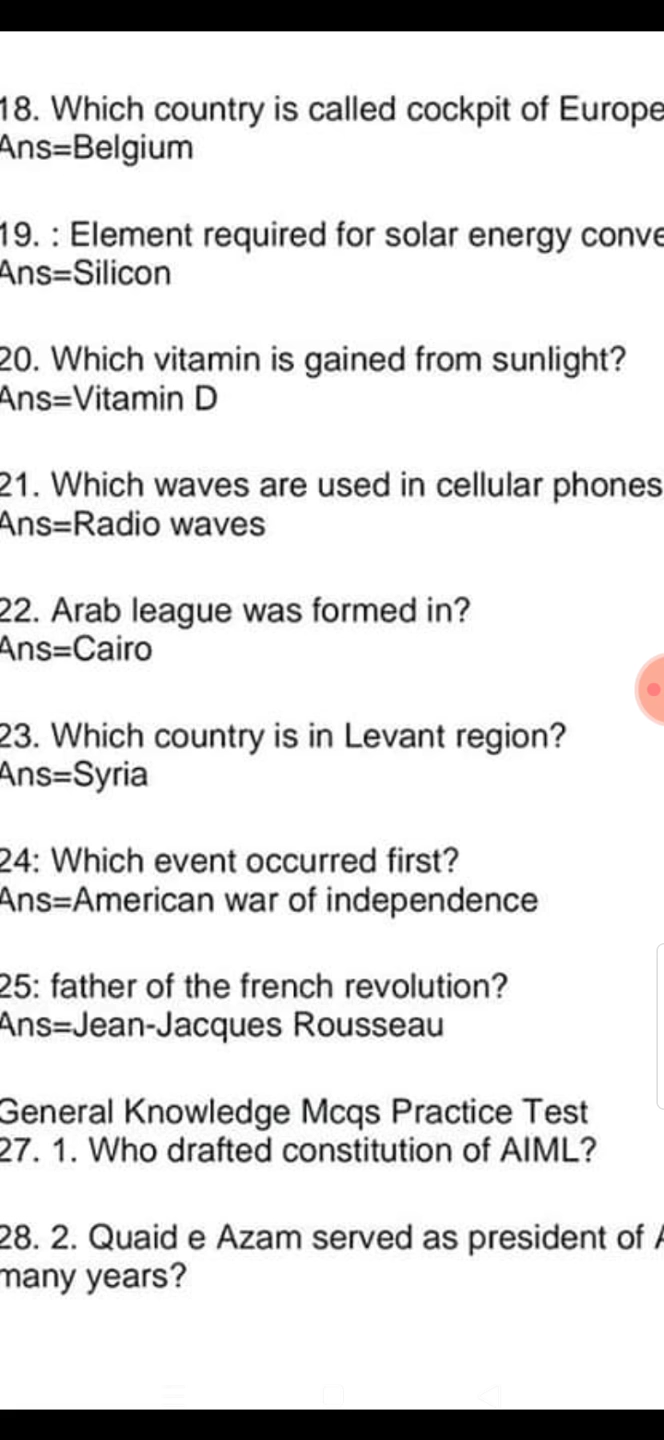 18. Which country is called cockpit of Europe
Ans=Belgium
19. : Element required for solar energy conve
Ans=Silicon
20. Which vitamin is gained from sunlight?
Ans=Vitamin D
21. Which waves are used in cellular phones
Ans=Radio waves
22. Arab league was formed in?
Ans=Cairo
23. Which country is in Levant region?
Ans=Syria
24: Which event occurred first?
Ans=American war of independence
25: father of the french revolution?
Ans=Jean-Jacques Rousseau
General Knowledge Mcqs Practice Test
27. 1. Who drafted constitution of AIML?
28. 2. Quaid e Azam served as president of A
many years?